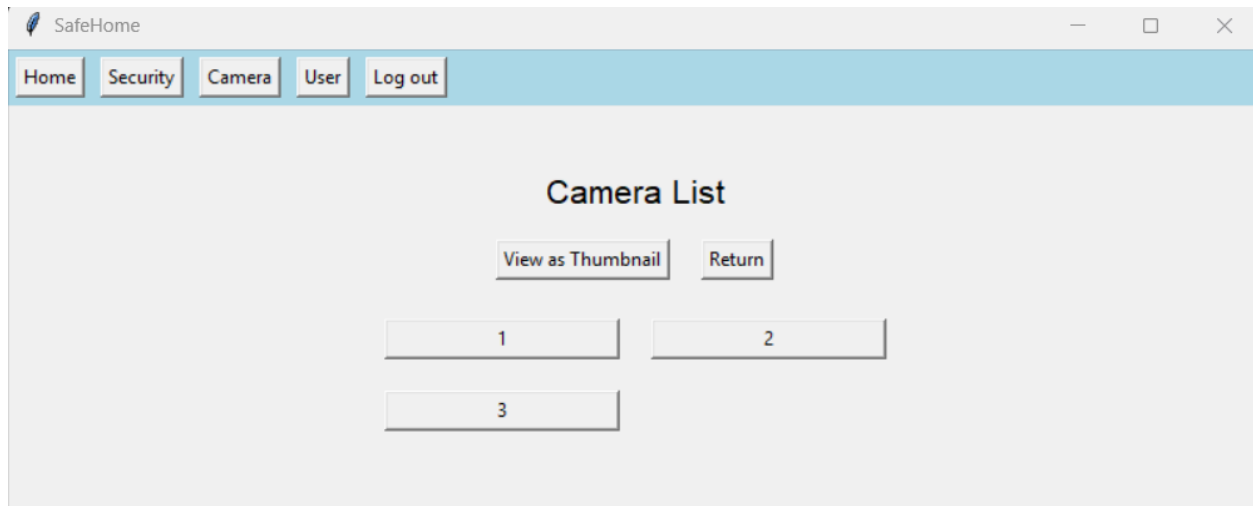 SafeHome
Home Security Camera User Log out
Camera List
View as Thumbnail Return
1 2
3